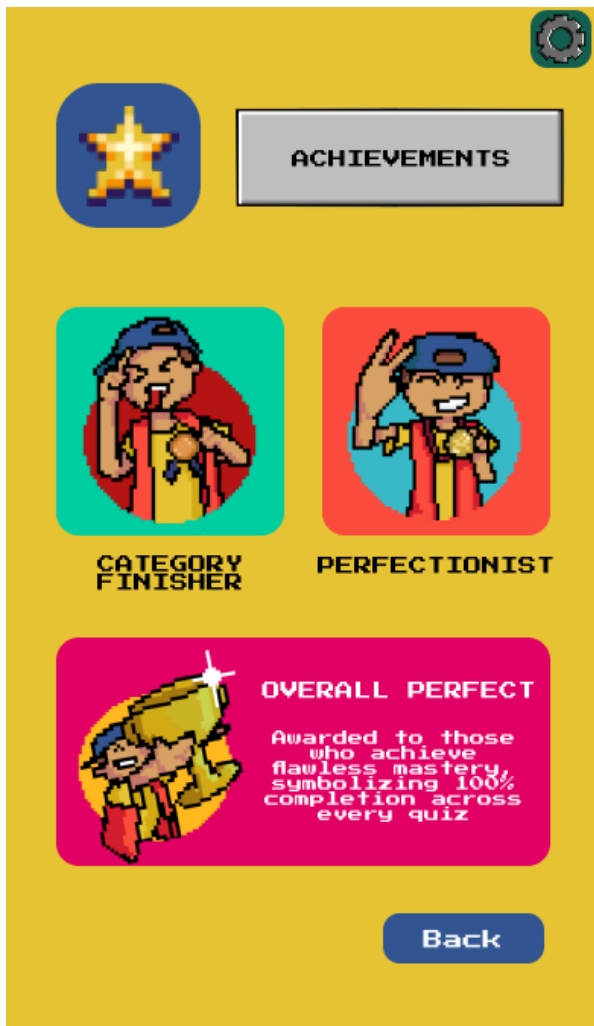 ACHIEVEMENTS
CATEGORY
FINISHER
PERFECTIONIST
OVERALL PERFECT
Awarded to those
who achieve
flawless mastery,
symbolizing 100%
completion across
every quiz
Back